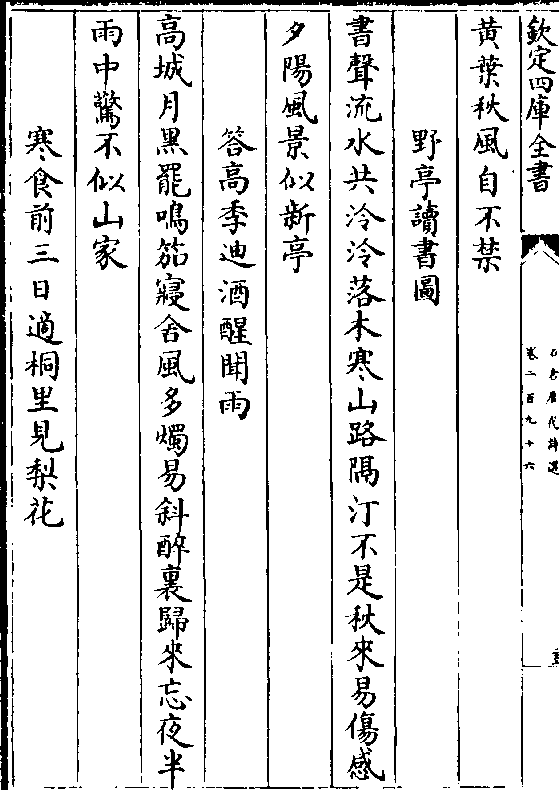 欽定四庫全書
石倉歷代詩選
卷二百九十六
黄葉秋風自不禁
野亭讀書圖
書聲流水共泠泠落木寒山路隔汀不是秋來易傷感
夕陽風景似新亭
答高季迪酒醒聞雨
高城月黑罷鳴笳寢舍風多燭易斜醉裏歸來忘夜半
雨中驚不似山家
寒食前三日適桐里見梨花